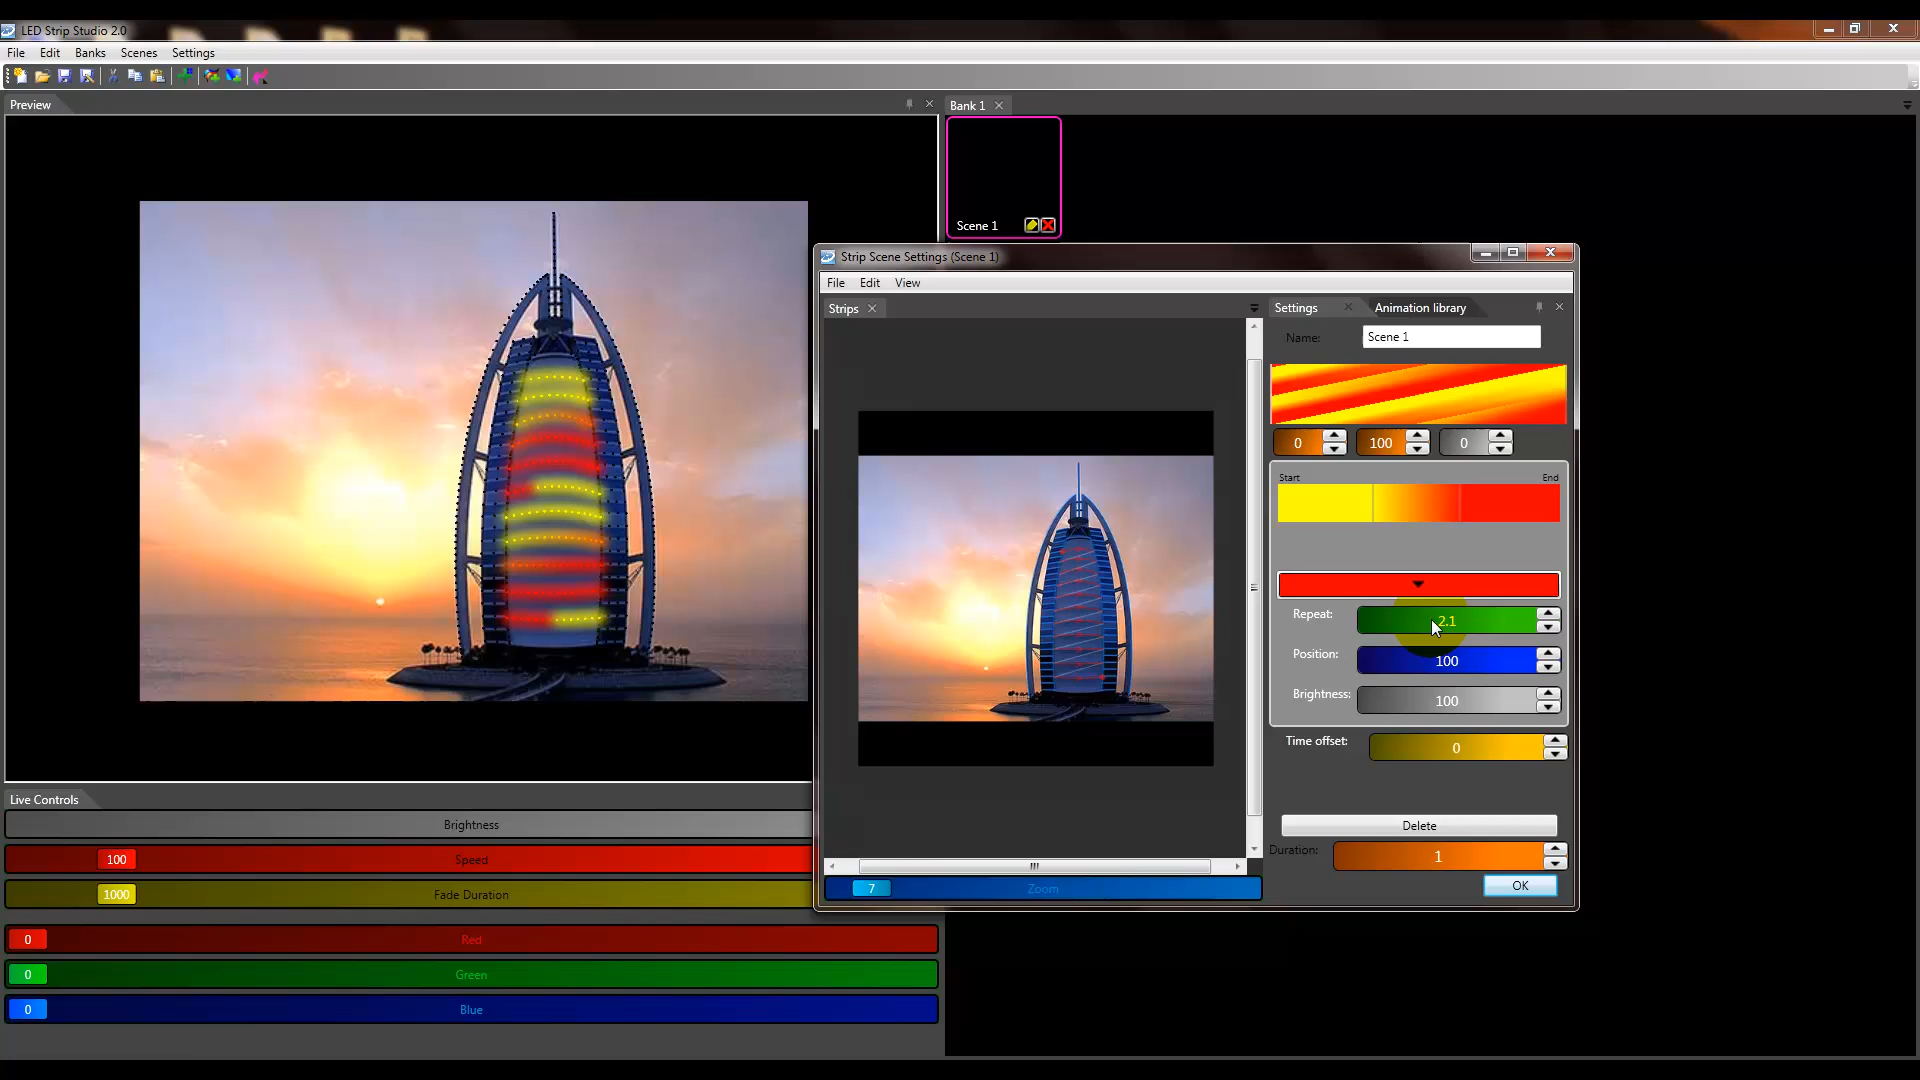 LED Strip Studio 2.0
File Edit Banks Scenes Settings
Preview
Bank 1
Scene 1
Strip Scene Settings (Scene 1)
File Edit View
Strips
Settings Animation library
Name: Scene 1
0 100 0
Start End
Repeat: 2.1
Position: 100
Brightness: 100
Time offset: 0
Delete
Duration: 1
OK
7 Zoom
Live Controls
Brightness
100 Speed
1000 Fade Duration
0 Red
0 Green
0 Blue